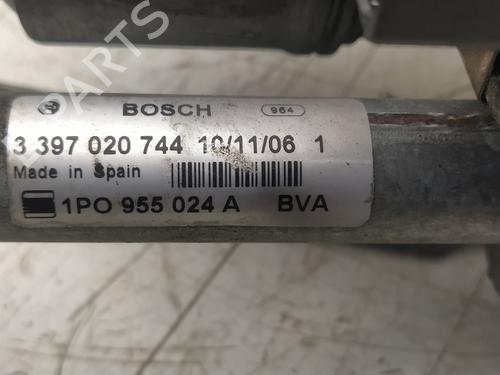 BOSCH 964
3 397 020 744 10/11/06 1
Made in Spain
1PO 955 024 A BVA
PARTS